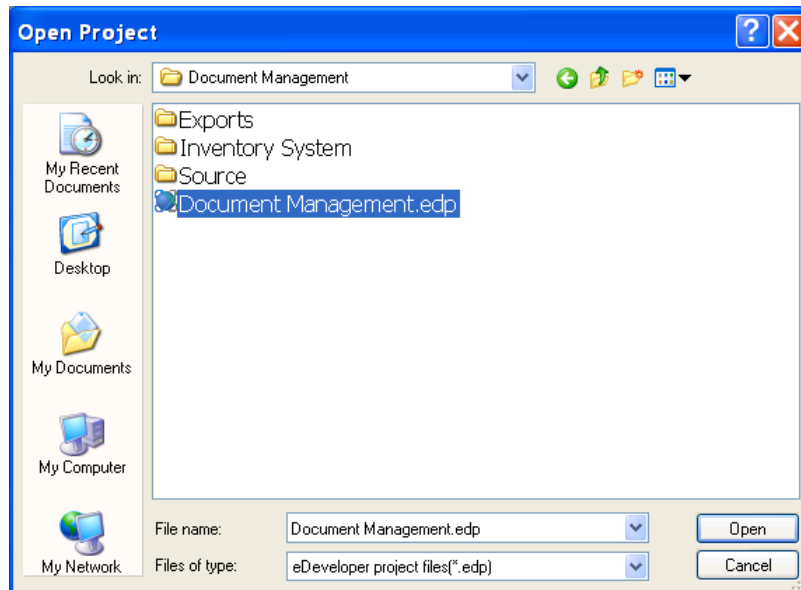 Open Project
Look in: Document Management
Exports
Inventory System
Source
Document Management.edp
My Recent
Documents
Desktop
My Documents
My Computer
My Network
File name: Document Management.edp Open
Files of type: eDeveloper project files(*.edp) Cancel